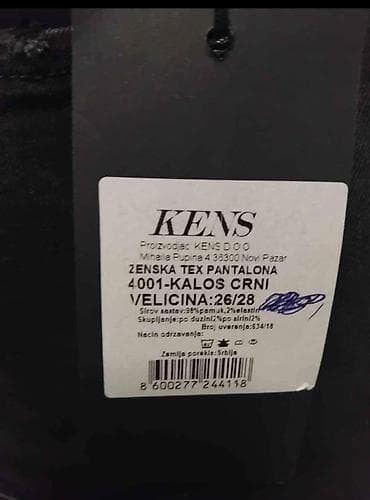 KENS
Proizvodjac KENS D.O.O
Mihaila Pupina 4 36300 Novi Pazar
ZENSKA TEX PANTALONA
4001-KALOS CRNI
VELICINA:26/28
Sirov sastav:98%pamuk,2%elastin
Skupljanje:po duzini2%po sirini2%
Broj uverenja:634/18
Nacin odrzavanja:
Zemlja porekla:Srbija
8 600277 244118